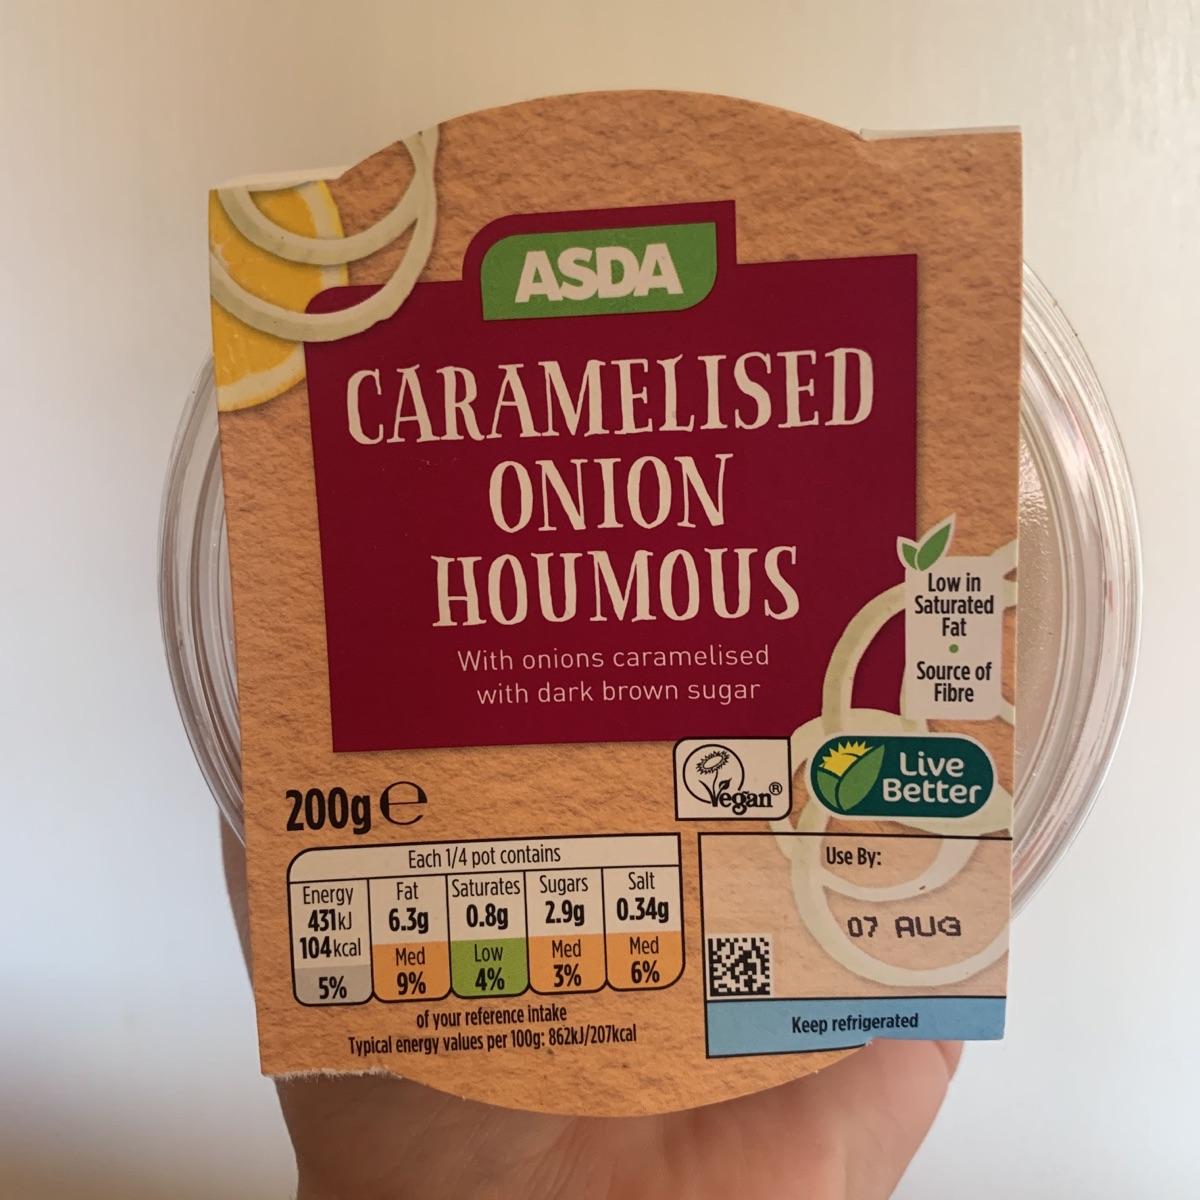 ASDA
CARAMELISED
ONION
HOUMOUS
With onions caramelised
with dark brown sugar
Low in
Saturated
Fat
•
Source of
Fibre
Vegan®
Live
Better
200g ℮
Each 1/4 pot contains
Energy Fat Saturates Sugars Salt
431kJ 6.3g 0.8g 2.9g 0.34g
104kcal Med Low Med Med
5% 9% 4% 3% 6%
of your reference intake
Typical energy values per 100g: 862kJ/207kcal
Use By:
07 AUG
Keep refrigerated